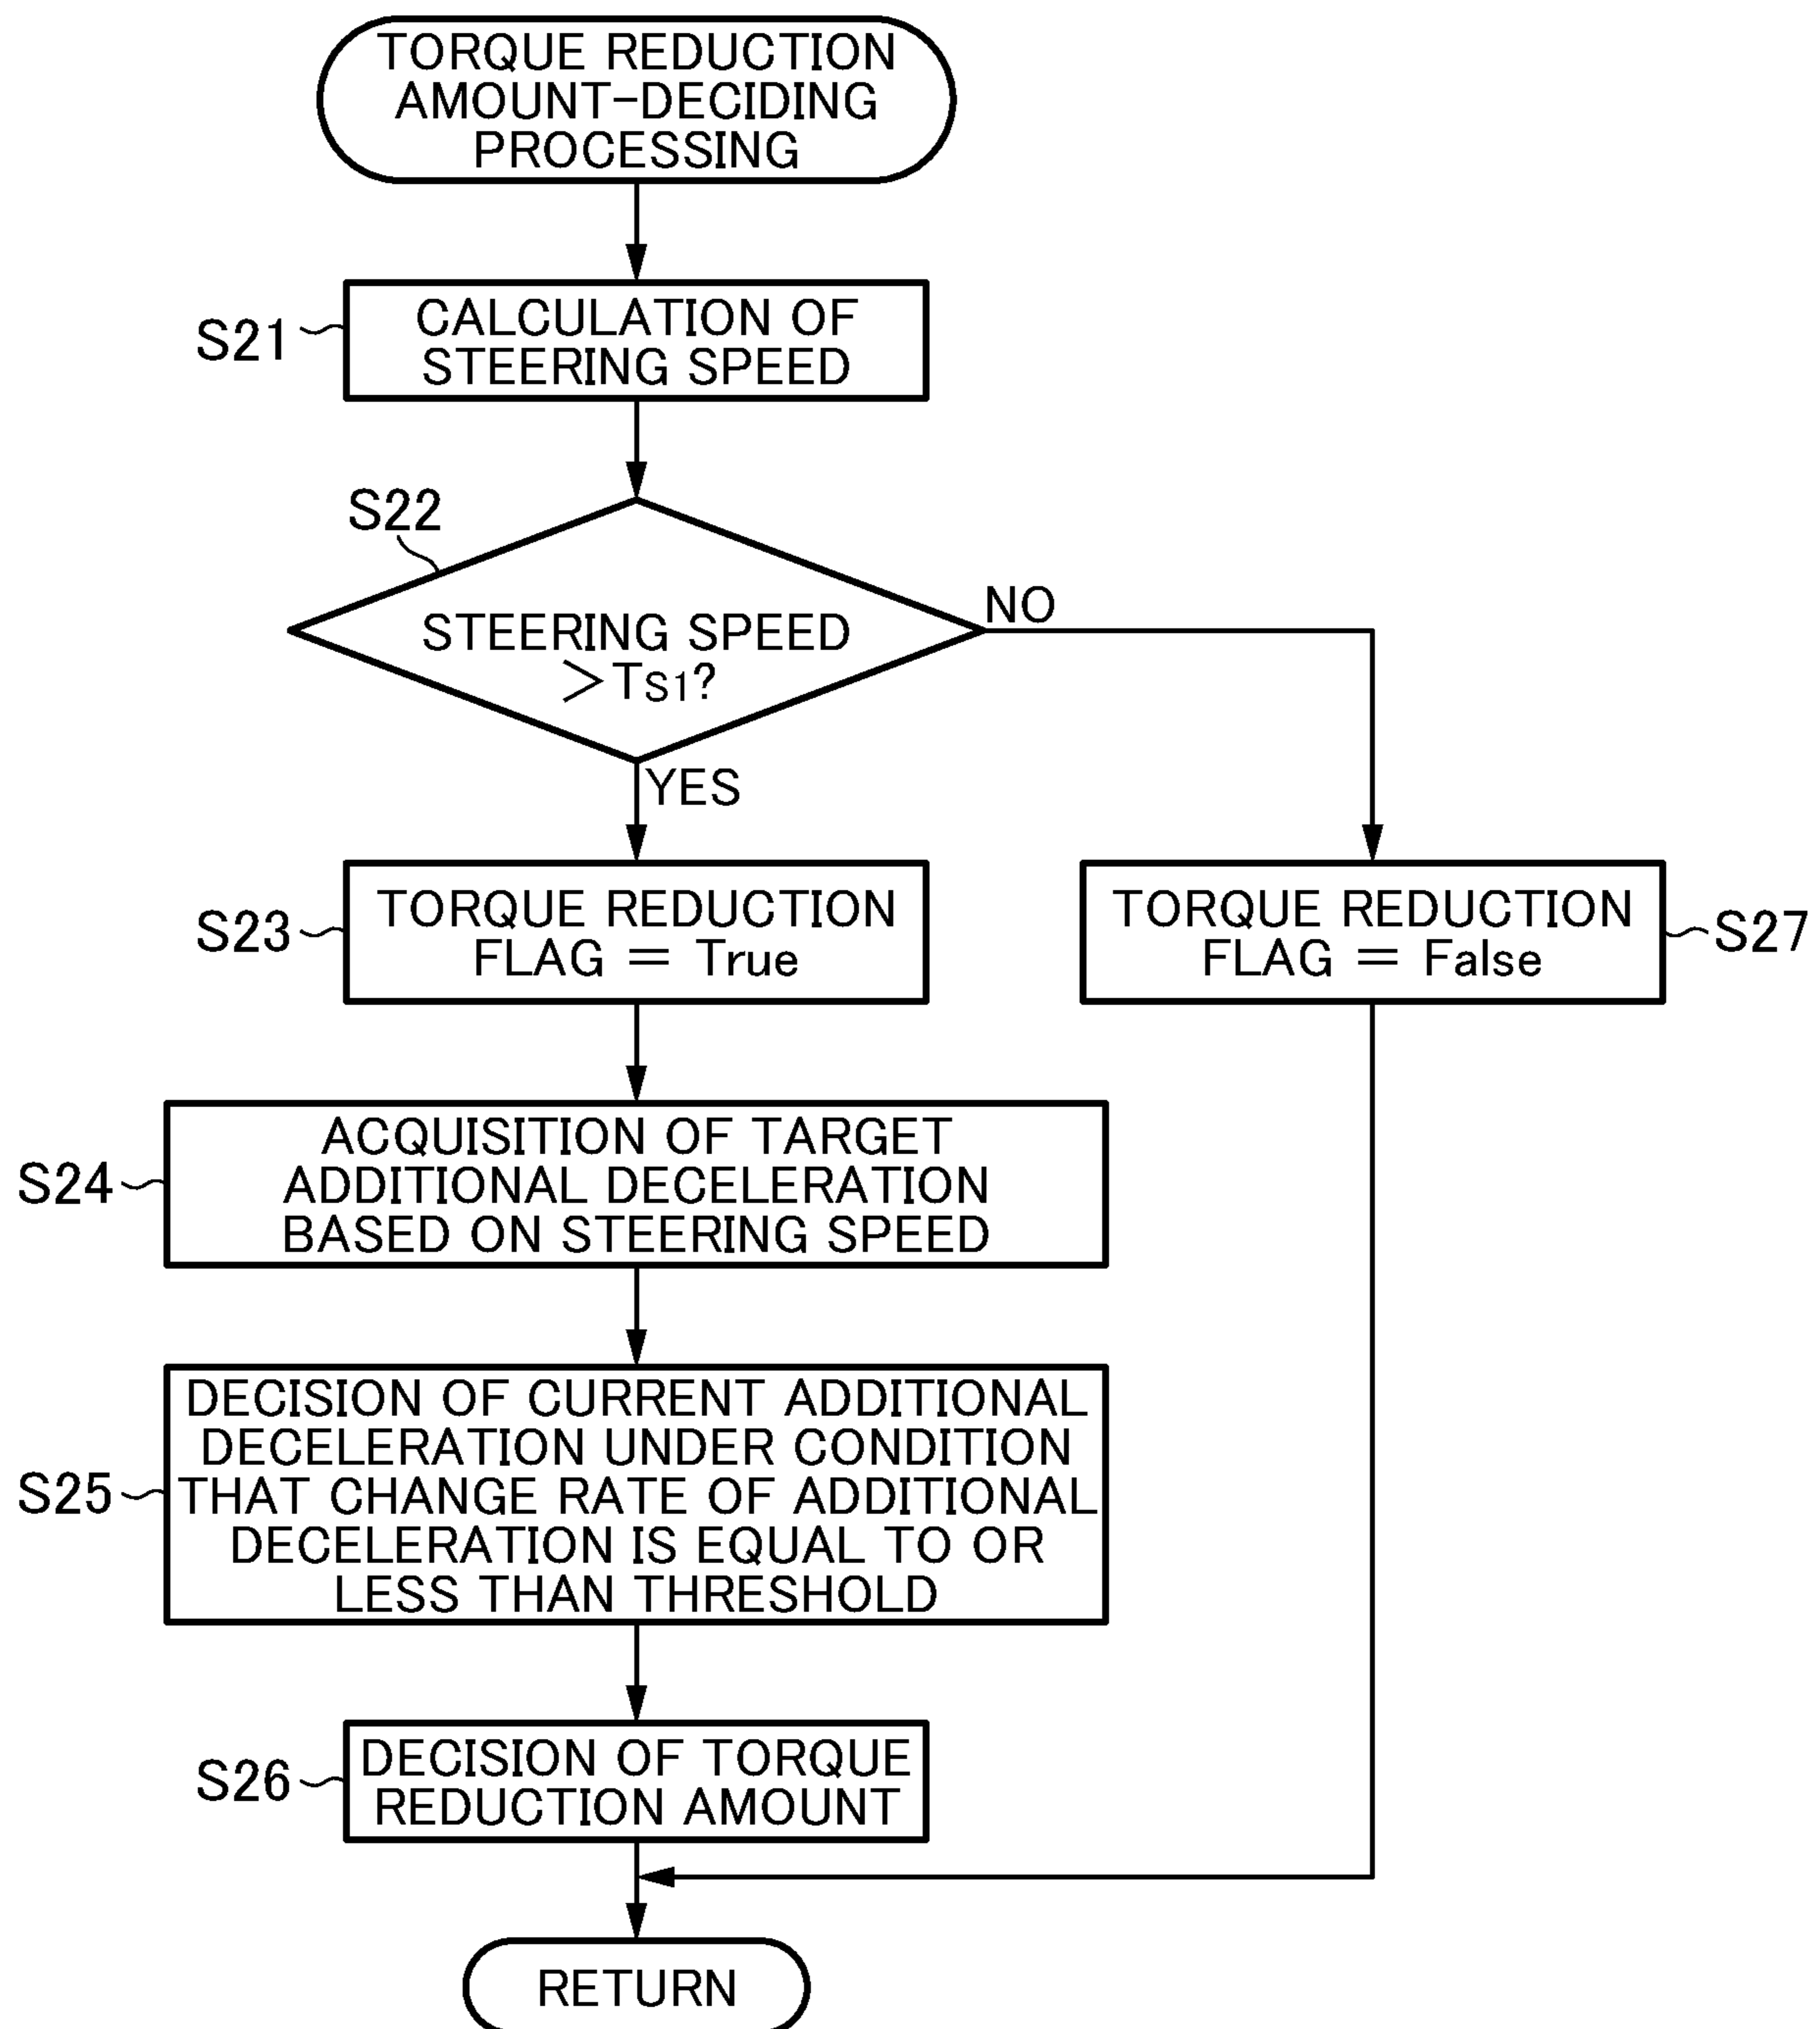 TORQUE REDUCTION
AMOUNT-DECIDING
PROCESSING
S21
CALCULATION OF
STEERING SPEED
S22
STEERING SPEED
>TS1?
NO
YES
S23
TORQUE REDUCTION
FLAG = True
TORQUE REDUCTION
FLAG = False
S27
S24
ACQUISITION OF TARGET
ADDITIONAL DECELERATION
BASED ON STEERING SPEED
S25
DECISION OF CURRENT ADDITIONAL
DECELERATION UNDER CONDITION
THAT CHANGE RATE OF ADDITIONAL
DECELERATION IS EQUAL TO OR
LESS THAN THRESHOLD
S26
DECISION OF TORQUE
REDUCTION AMOUNT
RETURN